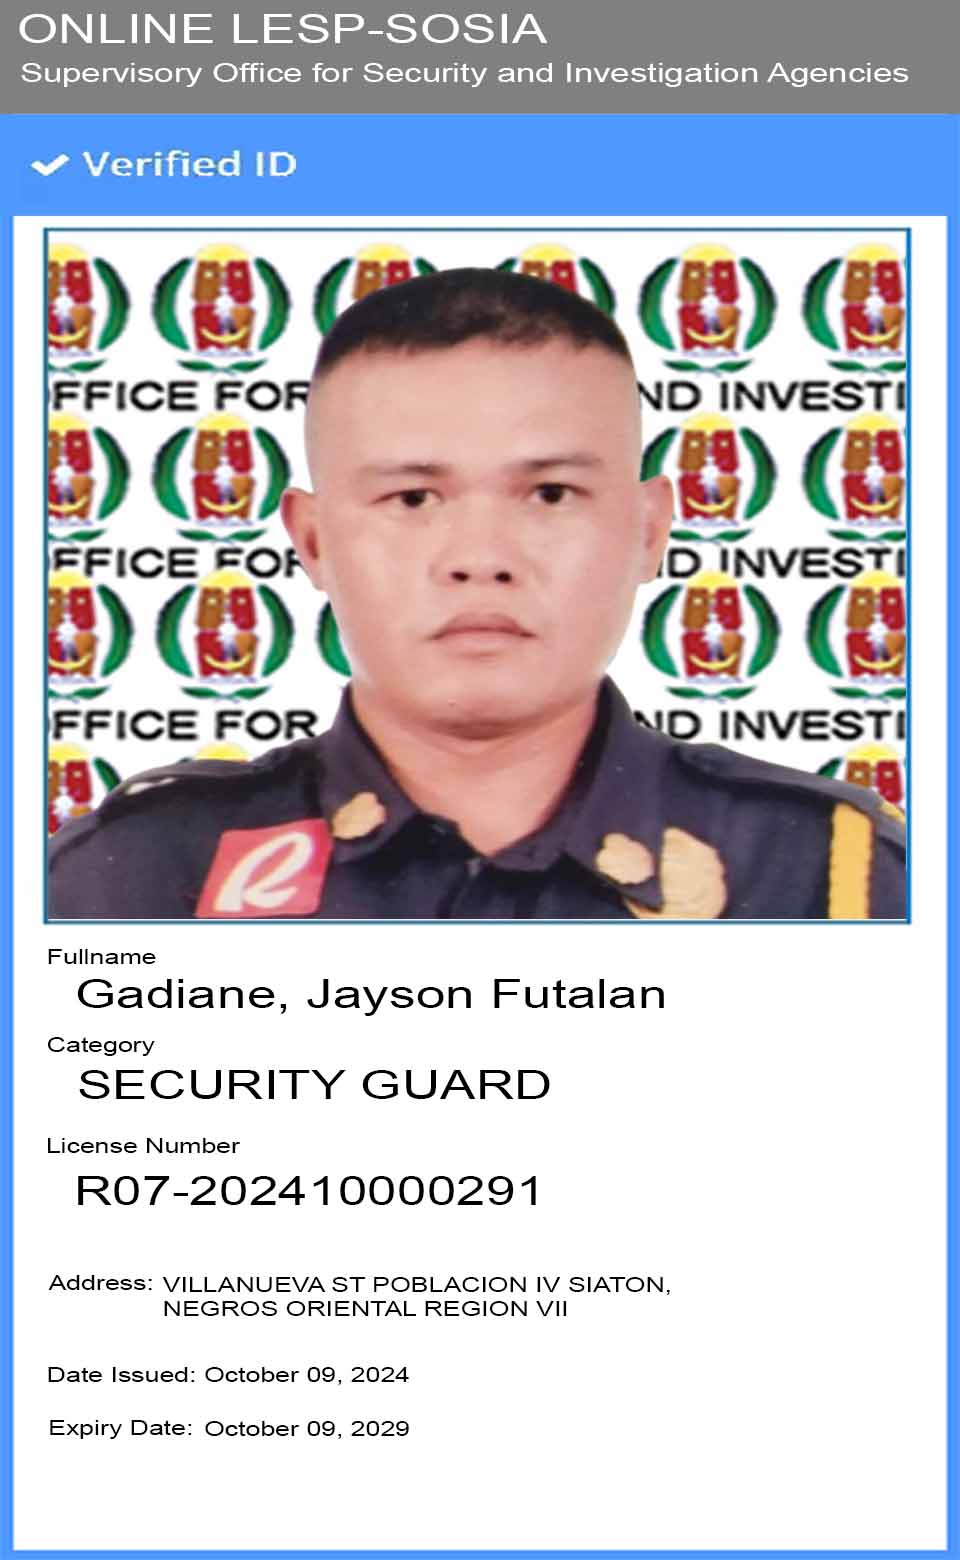 ONLINE LESP-SOSIA
Supervisory Office for Security and Investigation Agencies
Verified ID
FFICE FOR ND INVESTI
FFICE FOR ND INVESTI
FFICE FOR ND INVESTI
R
Fullname
Gadiane, Jayson Futalan
Category
SECURITY GUARD
License Number
R07-202410000291
Address: VILLANUEVA ST POBLACION IV SIATON,
NEGROS ORIENTAL REGION VII
Date Issued: October 09, 2024
Expiry Date: October 09, 2029